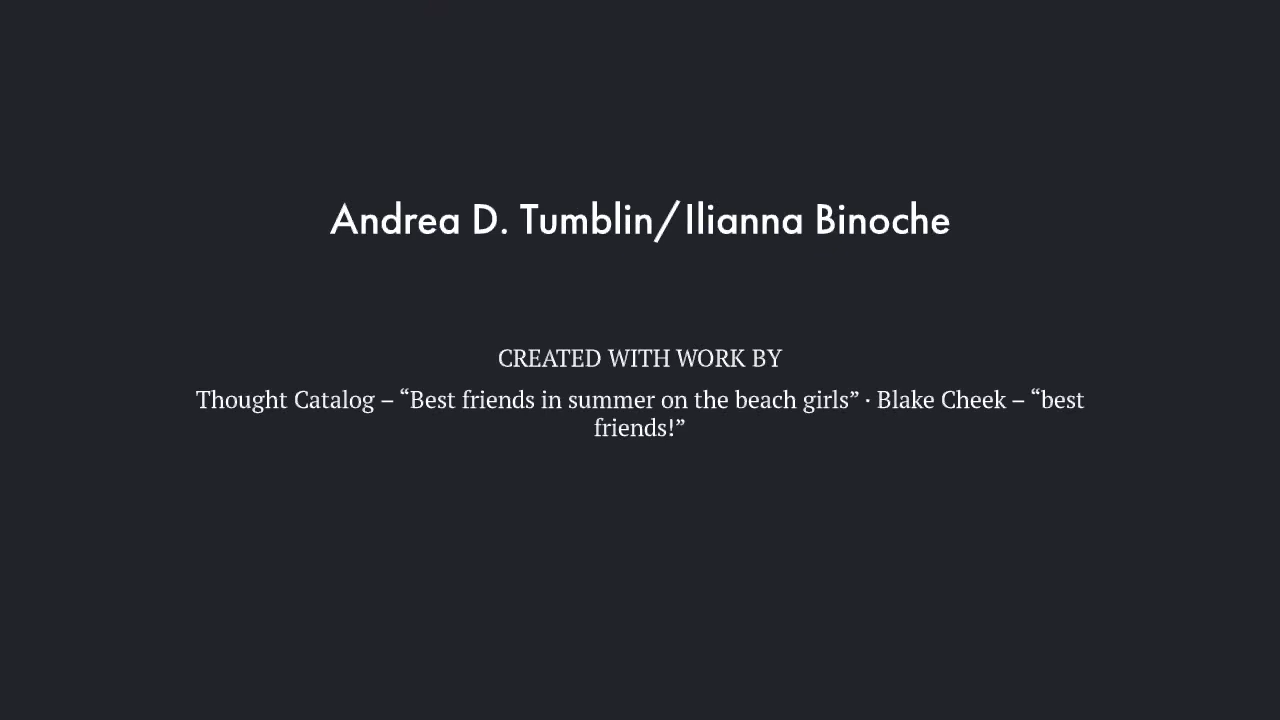 Andrea D. Tumblin/Ilianna Binoche
CREATED WITH WORK BY
Thought Catalog – “Best friends in summer on the beach girls” · Blake Cheek – “best
friends!”